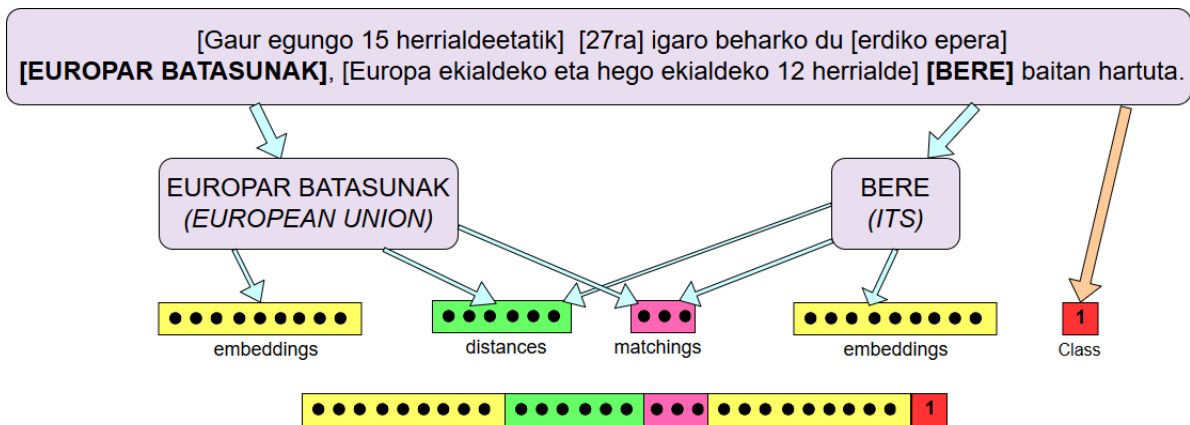 [Gaur egungo 15 herrialdeetatik] [27ra] igaro beharko du [erdiko epera]
[EUROPAR BATASUNAK], [Europa ekialdeko eta hego ekialdeko 12 herrialde] [BERE] baitan hartuta.
EUROPAR BATASUNAK
(EUROPEAN UNION)
BERE
(ITS)
1
embeddings
distances
matchings
embeddings
Class
1